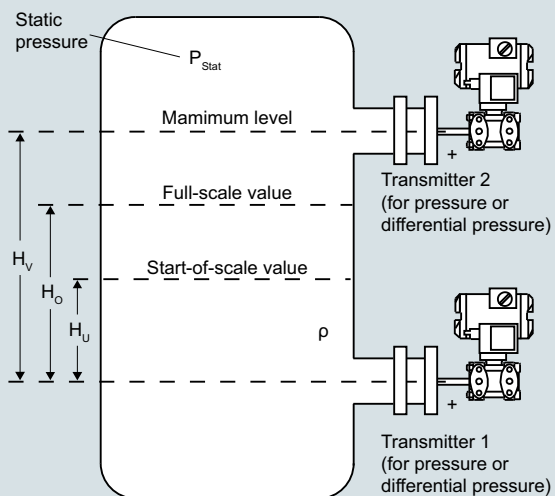 Static
pressure
P_Stat
Mamimum level
+
Transmitter 2
(for pressure or
differential pressure)
Full-scale value
Start-of-scale value
H_V
H_O
H_U
ρ
+
Transmitter 1
(for pressure or
differential pressure)